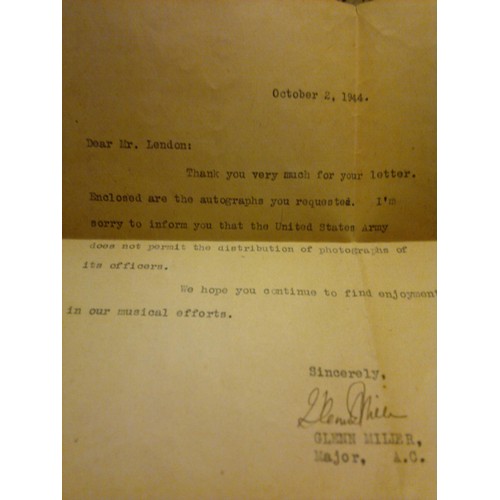 October 2, 1944.
Dear Mr. Lendon:
Thank you very much for your letter.
Enclosed are the autographs you requested. I'm
sorry to inform you that the United States Army
does not permit the distribution of photographs of
its officers.
We hope you continue to find enjoyment
in our musical efforts.
Sincerely,
Glenn Miller
GLENN MILLER,
Major, A.C.